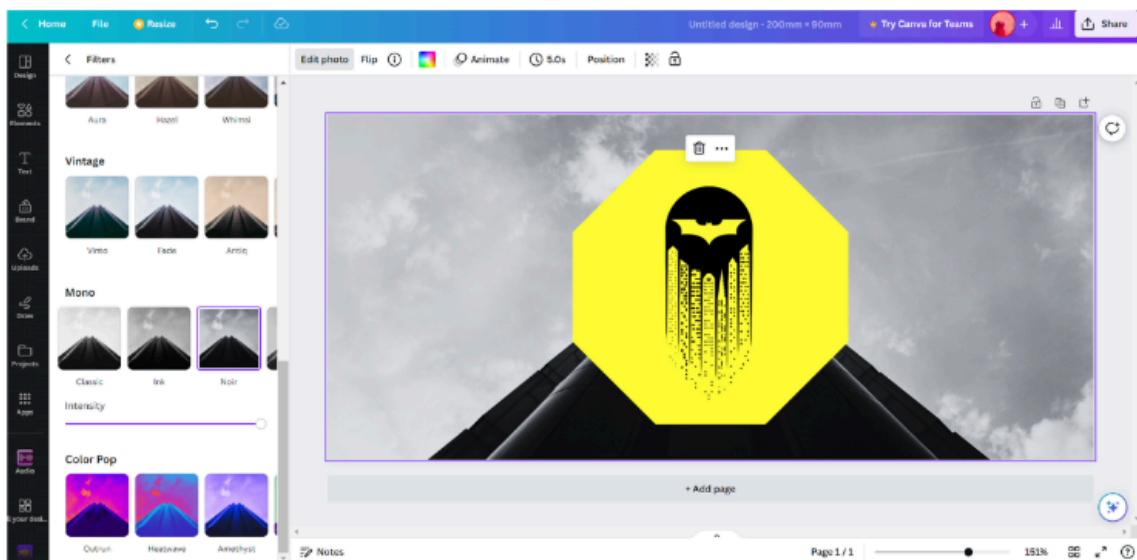 Home File Resize Untitled design - 200mm × 90mm Try Canva for Teams + Share
Filters
Edit photo Flip Animate 5.0s Position
Design
Elements
Text
Brand
Uploads
Draw
Projects
Apps
Audio
Aura Hazel Whimsi
Vintage
Vinto Fade Antiq
Mono
Classic Ink Noir
Intensity
Color Pop
Outrun Heatwave Amethyst
+ Add page
Notes Page 1 / 1 151%